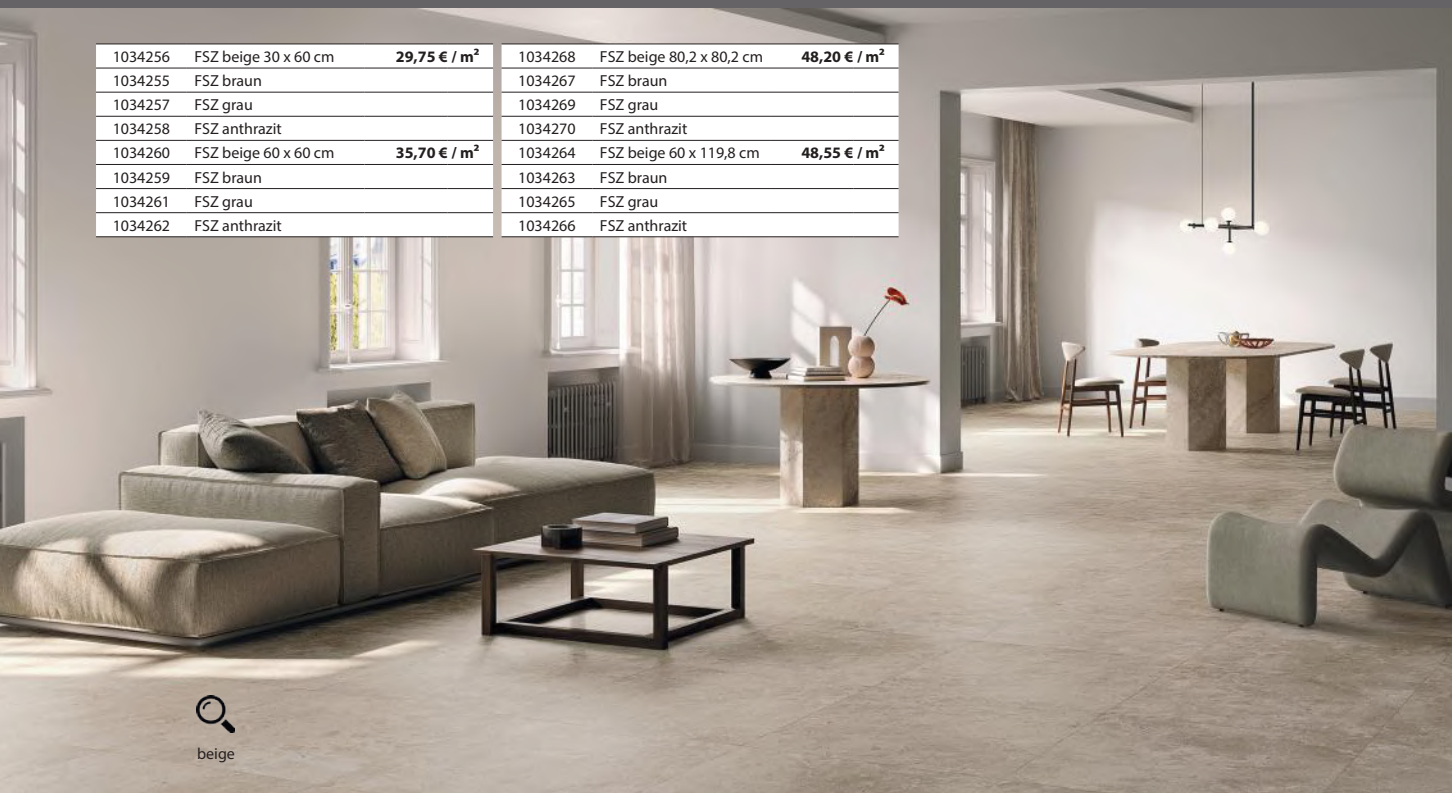 1034256 FSZ beige 30 x 60 cm 29,75 € / m²
1034255 FSZ braun
1034257 FSZ grau
1034258 FSZ anthrazit
1034260 FSZ beige 60 x 60 cm 35,70 € / m²
1034259 FSZ braun
1034261 FSZ grau
1034262 FSZ anthrazit
1034268 FSZ beige 80,2 x 80,2 cm 48,20 € / m²
1034267 FSZ braun
1034269 FSZ grau
1034270 FSZ anthrazit
1034264 FSZ beige 60 x 119,8 cm 48,55 € / m²
1034263 FSZ braun
1034265 FSZ grau
1034266 FSZ anthrazit
beige